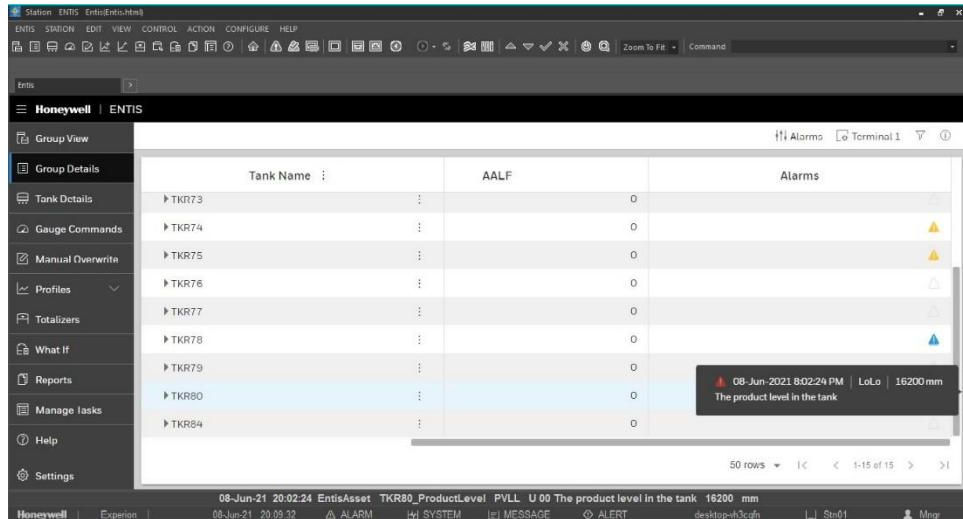 Station ENTIS Entis(Entis.html)
ENTIS STATION EDIT VIEW CONTROL ACTION CONFIGURE HELP
Zoom To Fit Command
Entis
Honeywell | ENTIS
Alarms Terminal 1
Group View
Group Details
Tank Details
Gauge Commands
Manual Overwrite
Profiles
Totalizers
What If
Reports
Manage Tasks
Help
Settings
Tank Name AALF Alarms
TKR73 0
TKR74 0
TKR75 0
TKR76 0
TKR77 0
TKR78 0
TKR79 0
TKR80 0
TKR84 0
08-Jun-2021 8:02:24 PM | LoLo | 16200 mm
The product level in the tank
50 rows 1-15 of 15
08-Jun-21 20:02:24 EntisAsset TKR80_ProductLevel PVLL U 00 The product level in the tank 16200 mm
Honeywell Experion 08-Jun-21 20:09:32 ALARM SYSTEM MESSAGE ALERT desktop-vh3cqfn Stn01 Mngr